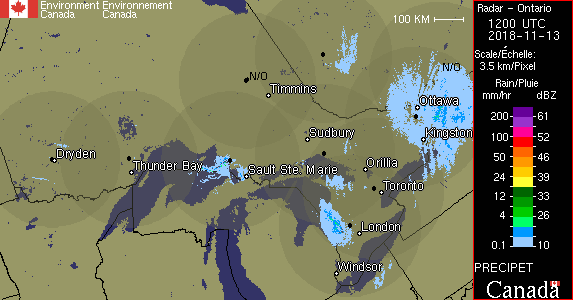 Environment Environnement
Canada Canada
100 KM
N/O
N/O
Timmins
Ottawa
Sudbury
Kingston
Dryden
Thunder Bay
Sault Ste. Marie
Orillia
Toronto
London
Windsor
Radar - Ontario
1200 UTC
2018-11-13
Scale/Échelle:
3.5 km/Pixel
Rain/Pluie
mm/hr dBZ
200 61
100 52
50 46
24 39
12 33
4 26
0.1 10
PRECIPET
Canada